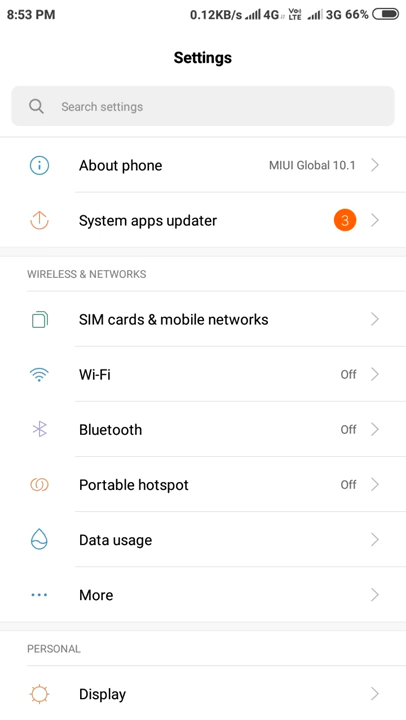 8:53 PM 0.12KB/s 4G VoLTE 3G 66%
Settings
Search settings
About phone MIUI Global 10.1
System apps updater 3
WIRELESS & NETWORKS
SIM cards & mobile networks
Wi-Fi Off
Bluetooth Off
Portable hotspot Off
Data usage
More
PERSONAL
Display